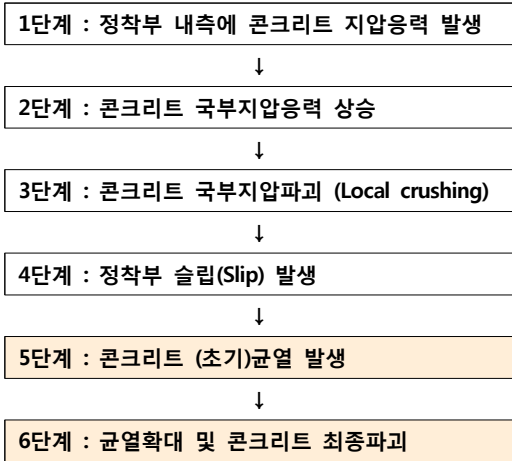 1단계 : 정착부 내측에 콘크리트 지압응력 발생
↓
2단계 : 콘크리트 국부지압응력 상승
↓
3단계 : 콘크리트 국부지압파괴 (Local crushing)
↓
4단계 : 정착부 슬립(Slip) 발생
↓
5단계 : 콘크리트 (초기)균열 발생
↓
6단계 : 균열확대 및 콘크리트 최종파괴